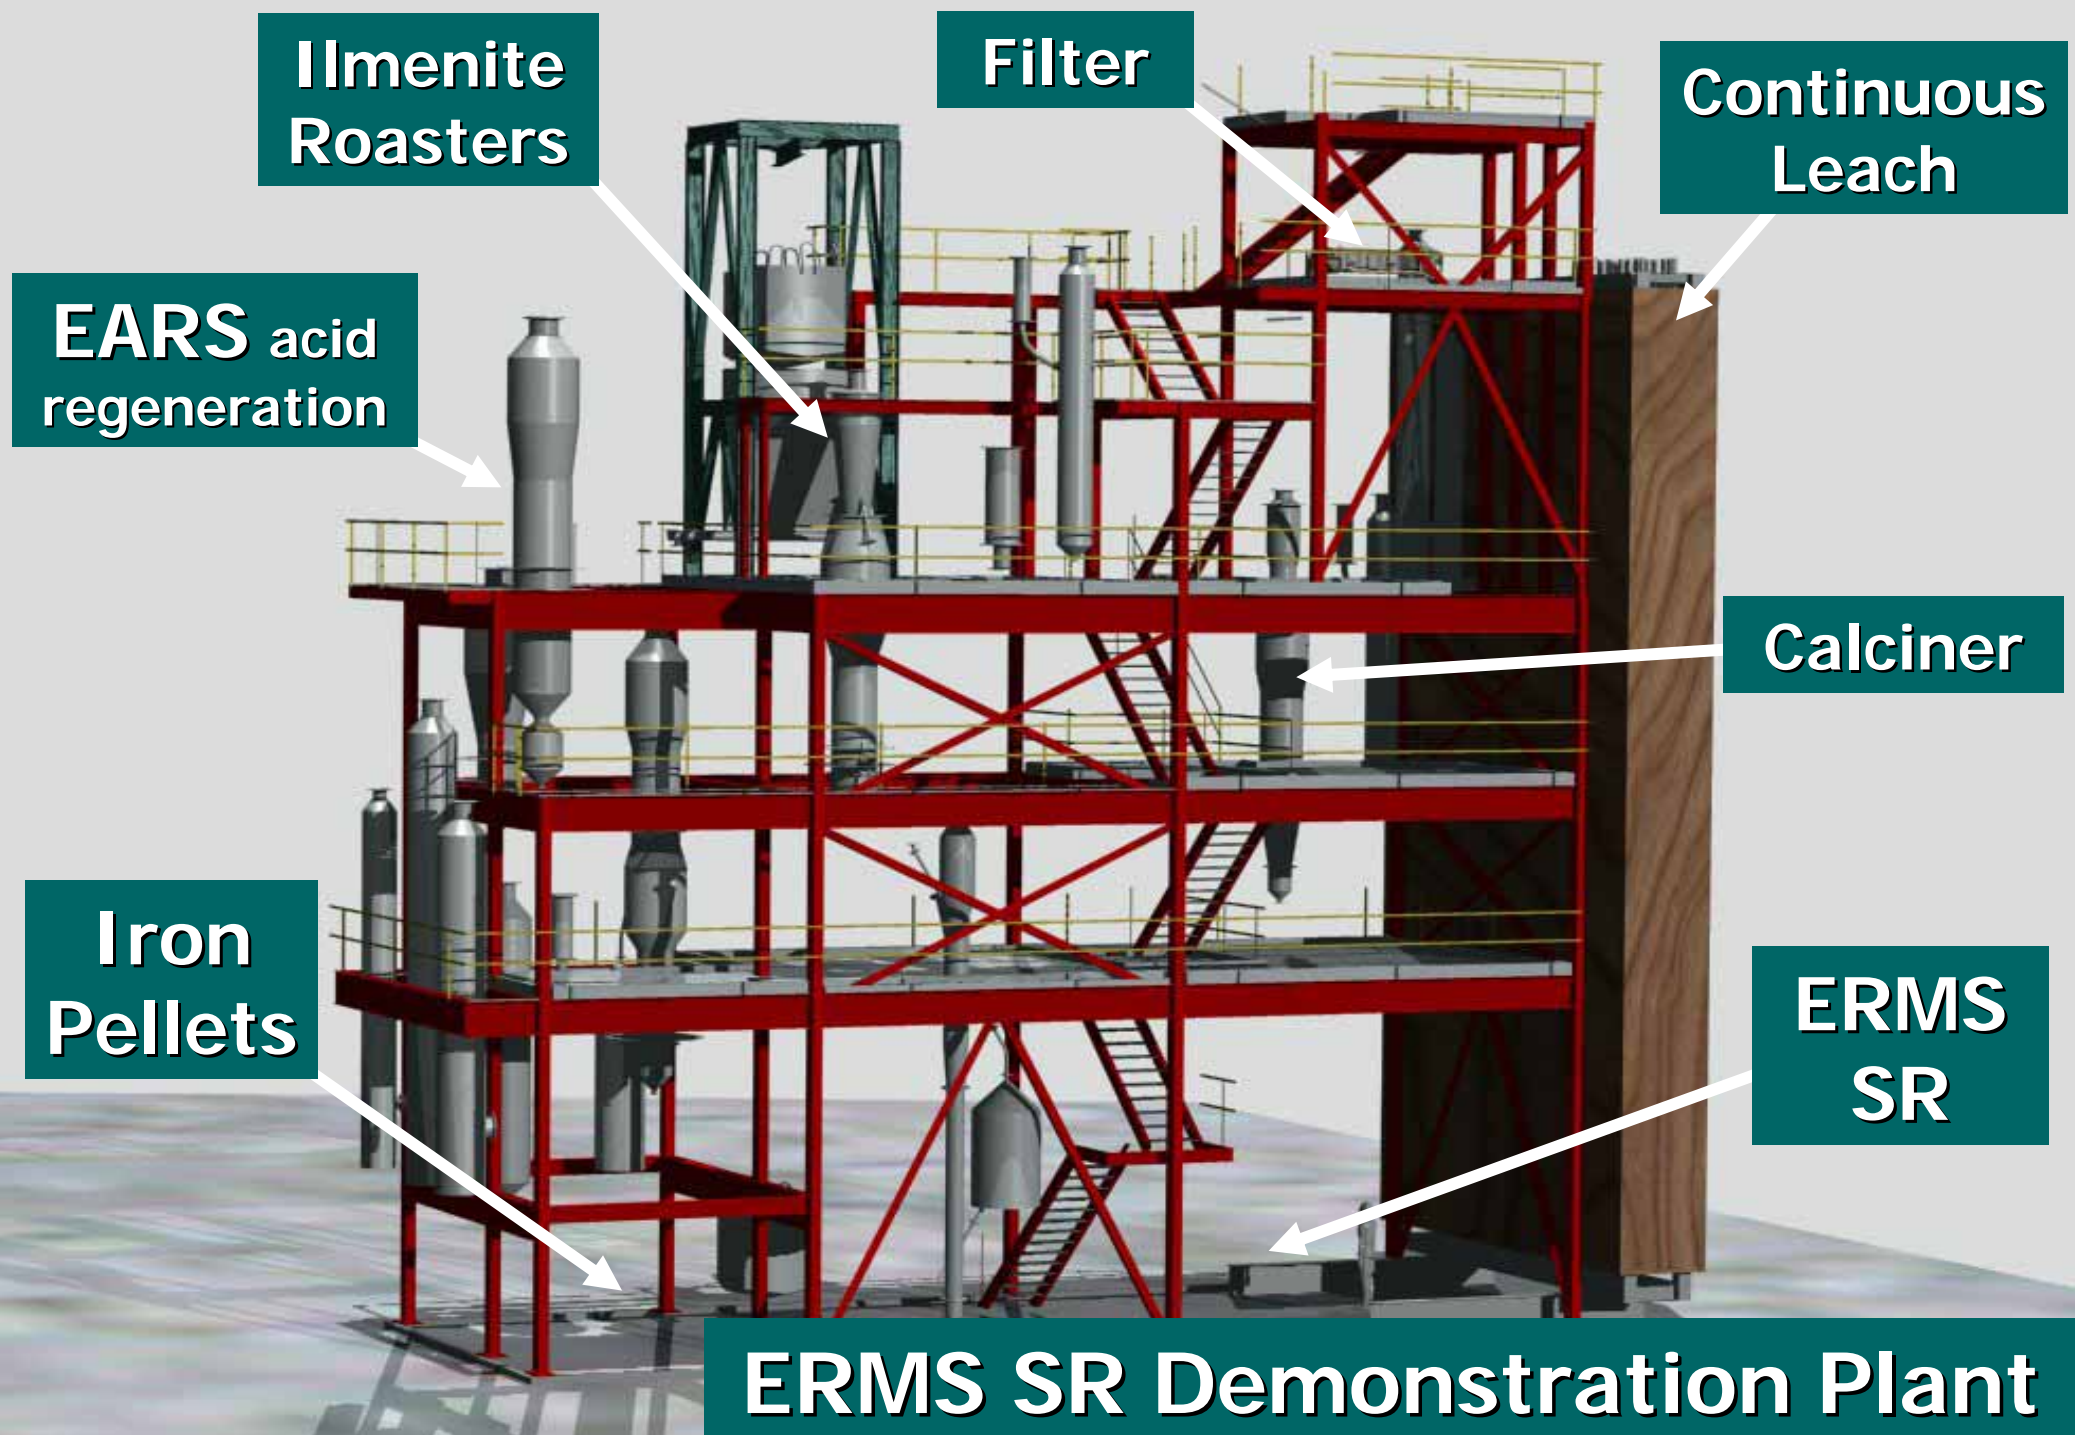 Ilmenite
Roasters
Filter
Continuous
Leach
EARS acid
regeneration
Calciner
Iron
Pellets
ERMS
SR
ERMS SR Demonstration Plant